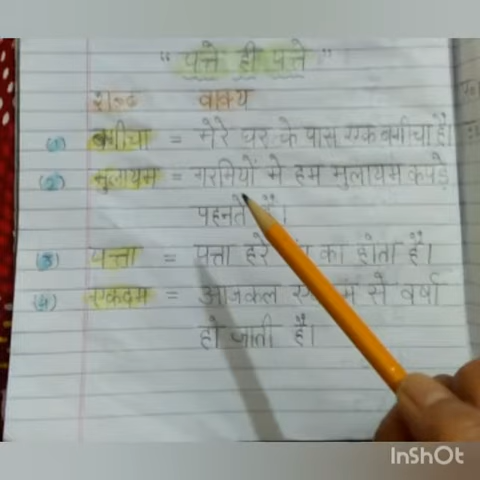 “पत्ते ही पत्ते”
शब्द वाक्य
(1) बगीचा = मेरे घर के पास एक बगीचा है।
(2) मुलायम = गरमियों मे हम मुलायम कपड़े
पहनते हैं।
(3) पत्ता = पत्ता हरे का होता है।
(4) एकदम = आजकल से वर्षा
हो जाती है।
InShOt